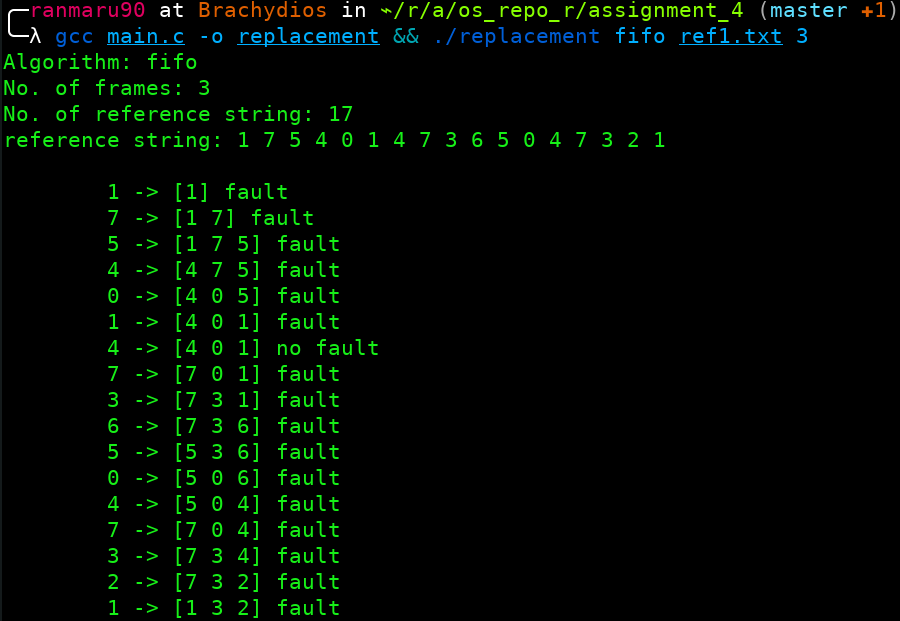 ranmaru90 at Brachydios in ~/r/a/os_repo_r/assignment_4 (master +1)
λ gcc main.c -o replacement && ./replacement fifo ref1.txt 3
Algorithm: fifo
No. of frames: 3
No. of reference string: 17
reference string: 1 7 5 4 0 1 4 7 3 6 5 0 4 7 3 2 1
1 -> [1] fault
7 -> [1 7] fault
5 -> [1 7 5] fault
4 -> [4 7 5] fault
0 -> [4 0 5] fault
1 -> [4 0 1] fault
4 -> [4 0 1] no fault
7 -> [7 0 1] fault
3 -> [7 3 1] fault
6 -> [7 3 6] fault
5 -> [5 3 6] fault
0 -> [5 0 6] fault
4 -> [5 0 4] fault
7 -> [7 0 4] fault
3 -> [7 3 4] fault
2 -> [7 3 2] fault
1 -> [1 3 2] fault